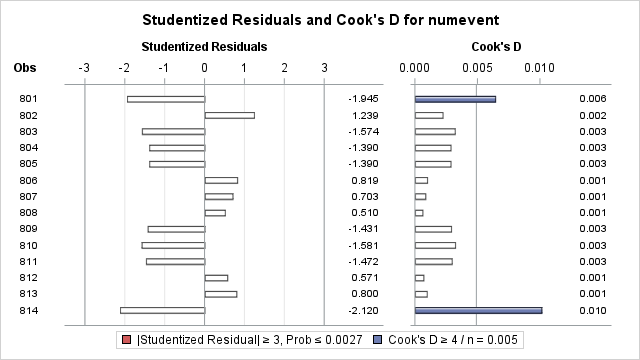 Studentized Residuals and Cook's D for numevent
Studentized Residuals Cook's D
Obs -3 -2 -1 0 1 2 3 0.000 0.005 0.010
801 -1.945 0.006
802 1.239 0.002
803 -1.574 0.003
804 -1.390 0.003
805 -1.390 0.003
806 0.819 0.001
807 0.703 0.001
808 0.510 0.001
809 -1.431 0.003
810 -1.581 0.003
811 -1.472 0.003
812 0.571 0.001
813 0.800 0.001
814 -2.120 0.010
|Studentized Residual| ≥ 3, Prob ≤ 0.0027 Cook's D ≥ 4 / n = 0.005